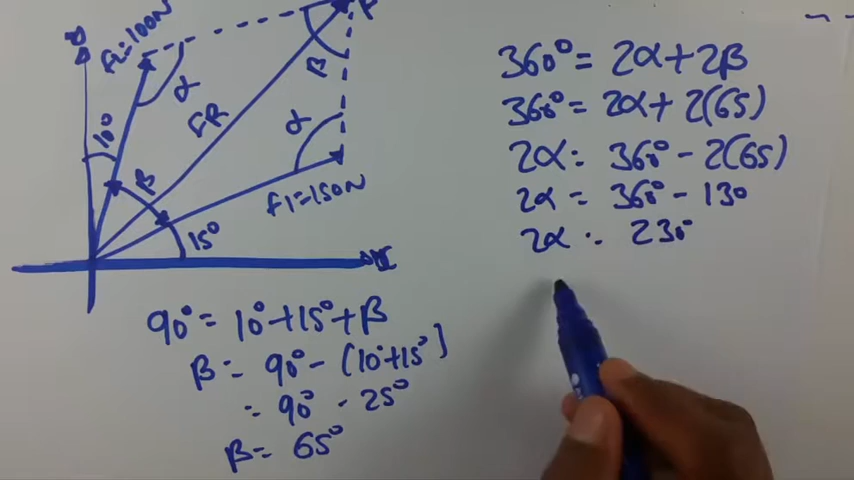 F2=100N
10°
α
β
FR
β
α
F1=150N
15°
90° = 10° + 15° + β
β = 90° - (10° + 15°)
= 90° - 25°
β = 65°
360° = 2α + 2β
360° = 2α + 2(65)
2α = 360° - 2(65)
2α = 360° - 130
2α = 230°